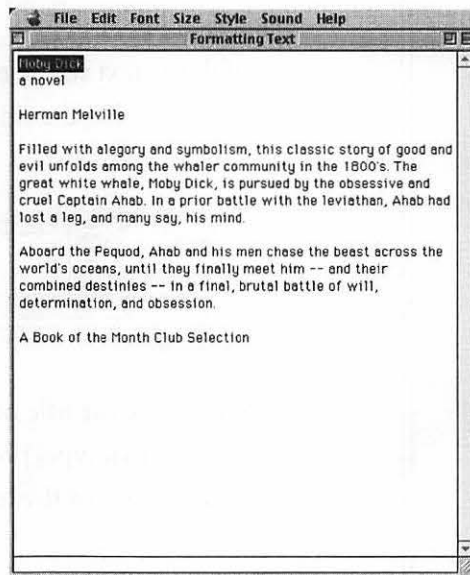 File Edit Font Size Style Sound Help
Formatting Text
Moby Dick
a novel
Herman Melville
Filled with alegory and symbolism, this classic story of good and
evil unfolds among the whaler community in the 1800's. The
great white whale, Moby Dick, is pursued by the obsessive and
cruel Captain Ahab. In a prior battle with the leviathan, Ahab had
lost a leg, and many say, his mind.
Aboard the Pequod, Ahab and his men chase the beast across the
world's oceans, until they finally meet him -- and their
combined destinies -- in a final, brutal battle of will,
determination, and obsession.
A Book of the Month Club Selection